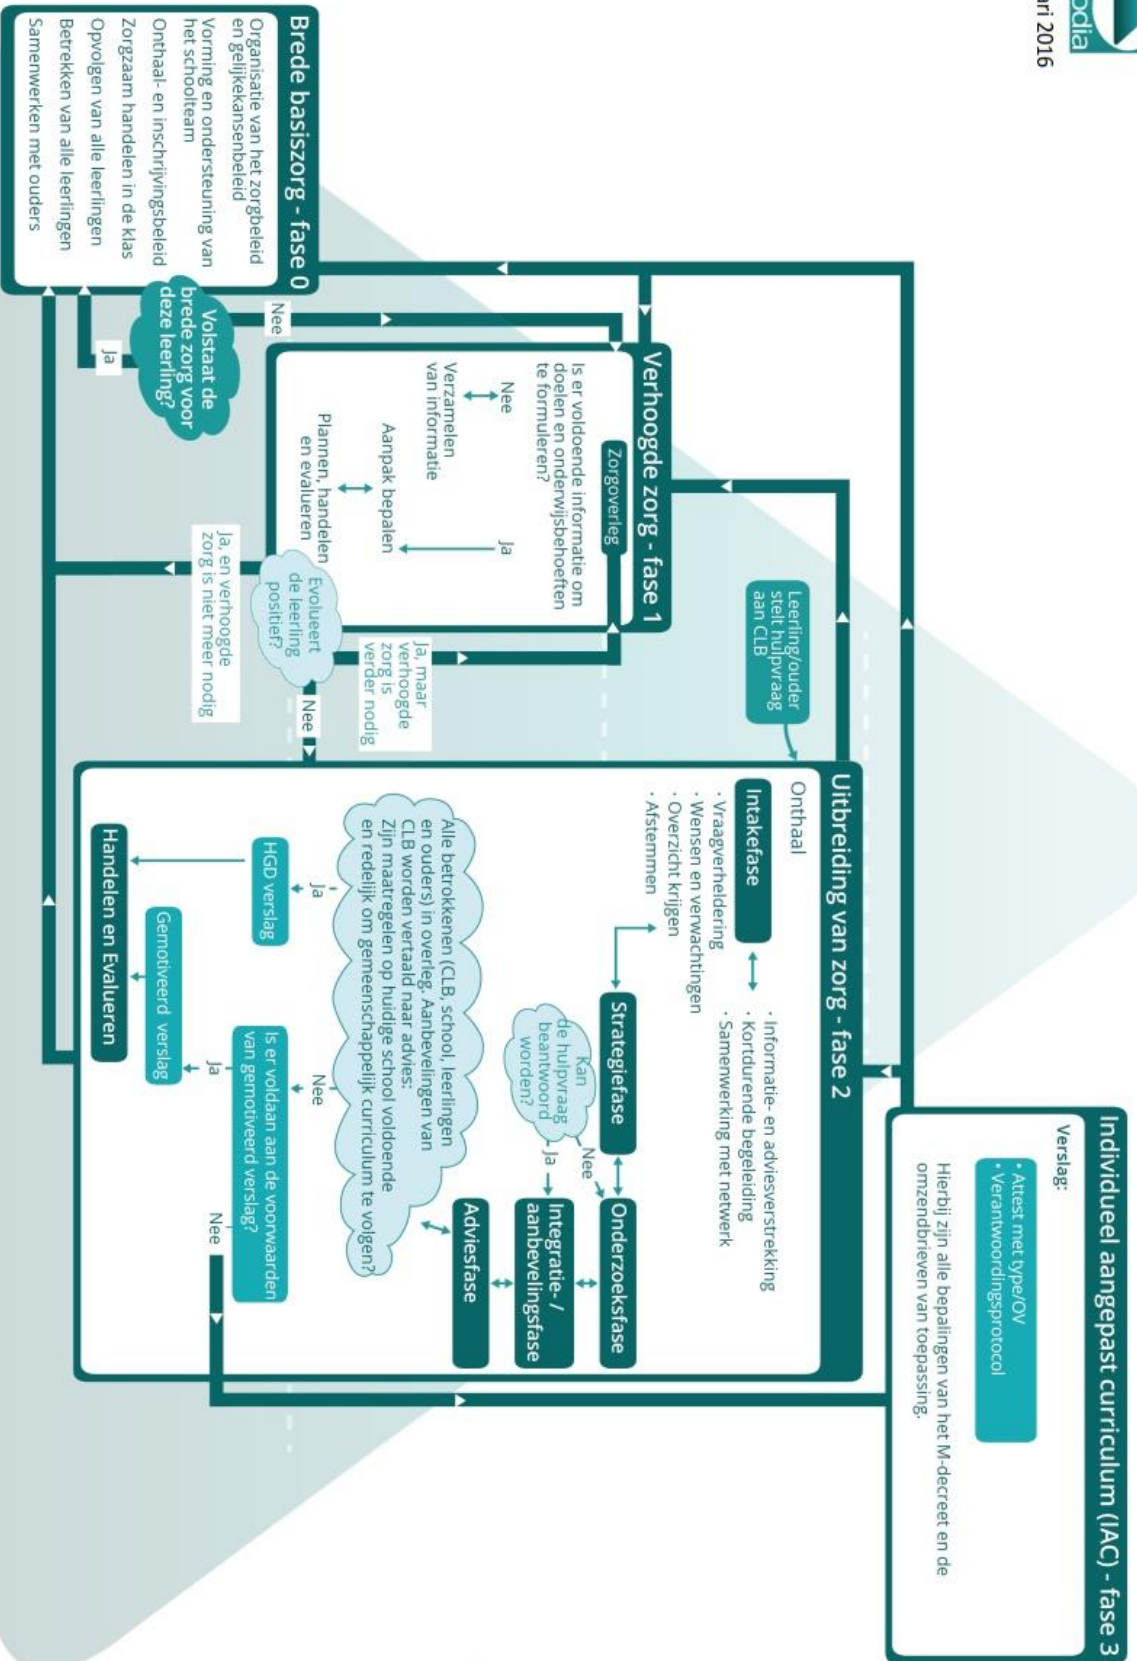 odia
ari 2016
Brede basiszorg - fase 0
Organisatie van het zorgbeleid
en gelijkekansenbeleid
Vorming en ondersteuning van
het schoolteam
Onthaal- en inschrijvingsbeleid
Zorgzaam handelen in de klas
Opvolgen van alle leerlingen
Betrekken van alle leerlingen
Samenwerken met ouders
Volstaat de
brede zorg voor
deze leerling?
Nee
Ja
Verhoogde zorg - fase 1
Zorgoverleg
Is er voldoende informatie om
doelen en onderwijsbehoeften
te formuleren?
Nee
Ja
Verzamelen
van informatie
Aanpak bepalen
Plannen, handelen
en evalueren
Evolueert
de leerling
positief?
Ja, maar
verhoogde
zorg is
verder nodig
Ja, en verhoogde
zorg is niet meer nodig
Nee
Leerling/ouder
stelt hulpvraag
aan CLB
Uitbreiding van zorg - fase 2
Onthaal
Intakefase
· Vraagverheldering
· Wensen en verwachtingen
· Overzicht krijgen
· Afstemmen
· Informatie- en adviesverstrekking
· Kortdurende begeleiding
· Samenwerking met netwerk
Strategiefase
Onderzoeksfase
Kan
de hulpvraag
beantwoord
worden?
Nee
Ja
Integratie- /
aanbevelingsfase
Adviesfase
Alle betrokkenen (CLB, school, leerlingen
en ouders) in overleg. Aanbevelingen van
CLB worden vertaald naar advies:
Zijn maatregelen op huidige school voldoende
en redelijk om gemeenschappelijk curriculum te volgen?
Ja
Nee
HGD verslag
Is er voldaan aan de voorwaarden
van gemotiveerd verslag?
Ja
Nee
Gemotiveerd verslag
Handelen en Evalueren
Individueel aangepast curriculum (IAC) - fase 3
Verslag:
• Attest met type/OV
• Verantwoordingsprotocol
Hierbij zijn alle bepalingen van het M-decreet en de
omzendbrieven van toepassing.